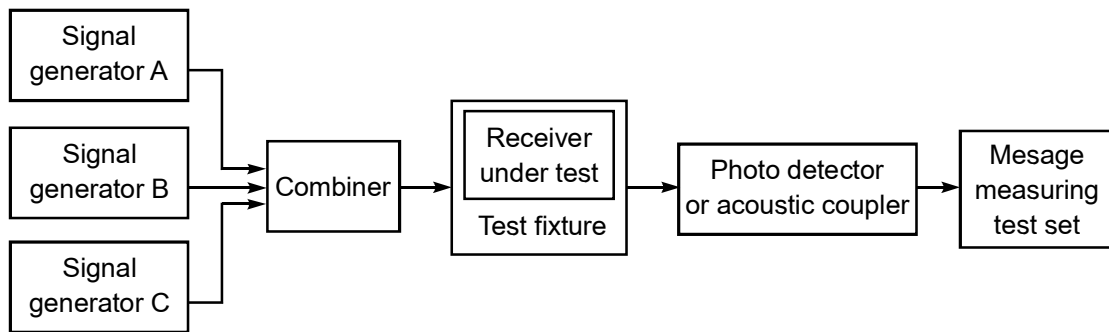 Signal
generator A
Signal
generator B
Signal
generator C
Combiner
Receiver
under test
Test fixture
Photo detector
or acoustic coupler
Mesage
measuring
test set